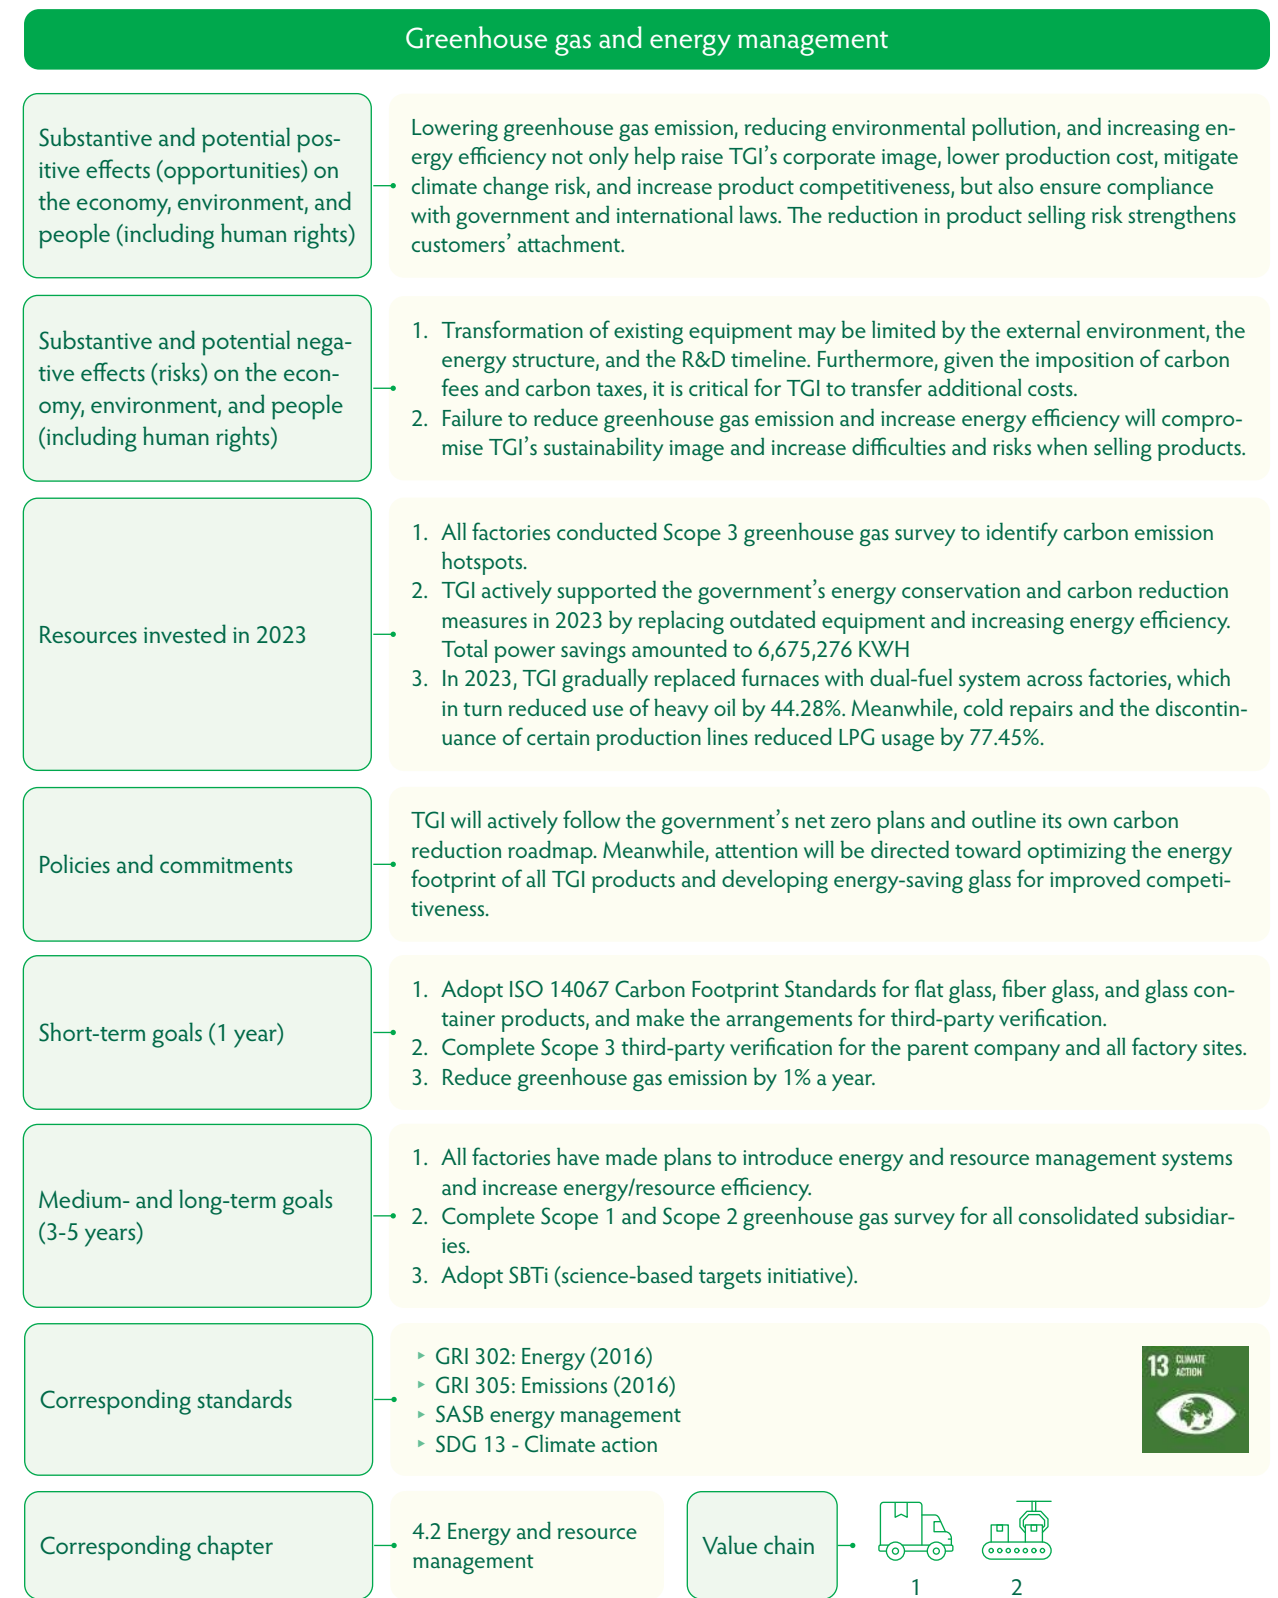 Greenhouse gas and energy management
Substantive and potential pos-
itive effects (opportunities) on
the economy, environment, and
people (including human rights)
Lowering greenhouse gas emission, reducing environmental pollution, and increasing en-
ergy efficiency not only help raise TGI's corporate image, lower production cost, mitigate
climate change risk, and increase product competitiveness, but also ensure compliance
with government and international laws. The reduction in product selling risk strengthens
customers' attachment.
Substantive and potential nega-
tive effects (risks) on the econ-
omy, environment, and people
(including human rights)
1. Transformation of existing equipment may be limited by the external environment, the
energy structure, and the R&D timeline. Furthermore, given the imposition of carbon
fees and carbon taxes, it is critical for TGI to transfer additional costs.
2. Failure to reduce greenhouse gas emission and increase energy efficiency will compro-
mise TGI's sustainability image and increase difficulties and risks when selling products.
Resources invested in 2023
1. All factories conducted Scope 3 greenhouse gas survey to identify carbon emission
hotspots.
2. TGI actively supported the government's energy conservation and carbon reduction
measures in 2023 by replacing outdated equipment and increasing energy efficiency.
Total power savings amounted to 6,675,276 KWH
3. In 2023, TGI gradually replaced furnaces with dual-fuel system across factories, which
in turn reduced use of heavy oil by 44.28%. Meanwhile, cold repairs and the discontin-
uance of certain production lines reduced LPG usage by 77.45%.
Policies and commitments
TGI will actively follow the government's net zero plans and outline its own carbon
reduction roadmap. Meanwhile, attention will be directed toward optimizing the energy
footprint of all TGI products and developing energy-saving glass for improved competi-
tiveness.
Short-term goals (1 year)
1. Adopt ISO 14067 Carbon Footprint Standards for flat glass, fiber glass, and glass con-
tainer products, and make the arrangements for third-party verification.
2. Complete Scope 3 third-party verification for the parent company and all factory sites.
3. Reduce greenhouse gas emission by 1% a year.
Medium- and long-term goals
(3-5 years)
1. All factories have made plans to introduce energy and resource management systems
and increase energy/resource efficiency.
2. Complete Scope 1 and Scope 2 greenhouse gas survey for all consolidated subsidiar-
ies.
3. Adopt SBTi (science-based targets initiative).
Corresponding standards
‣ GRI 302: Energy (2016)
‣ GRI 305: Emissions (2016)
‣ SASB energy management
‣ SDG 13 - Climate action
13 CLIMATE
ACTION
Corresponding chapter
4.2 Energy and resource
management
Value chain
1
2